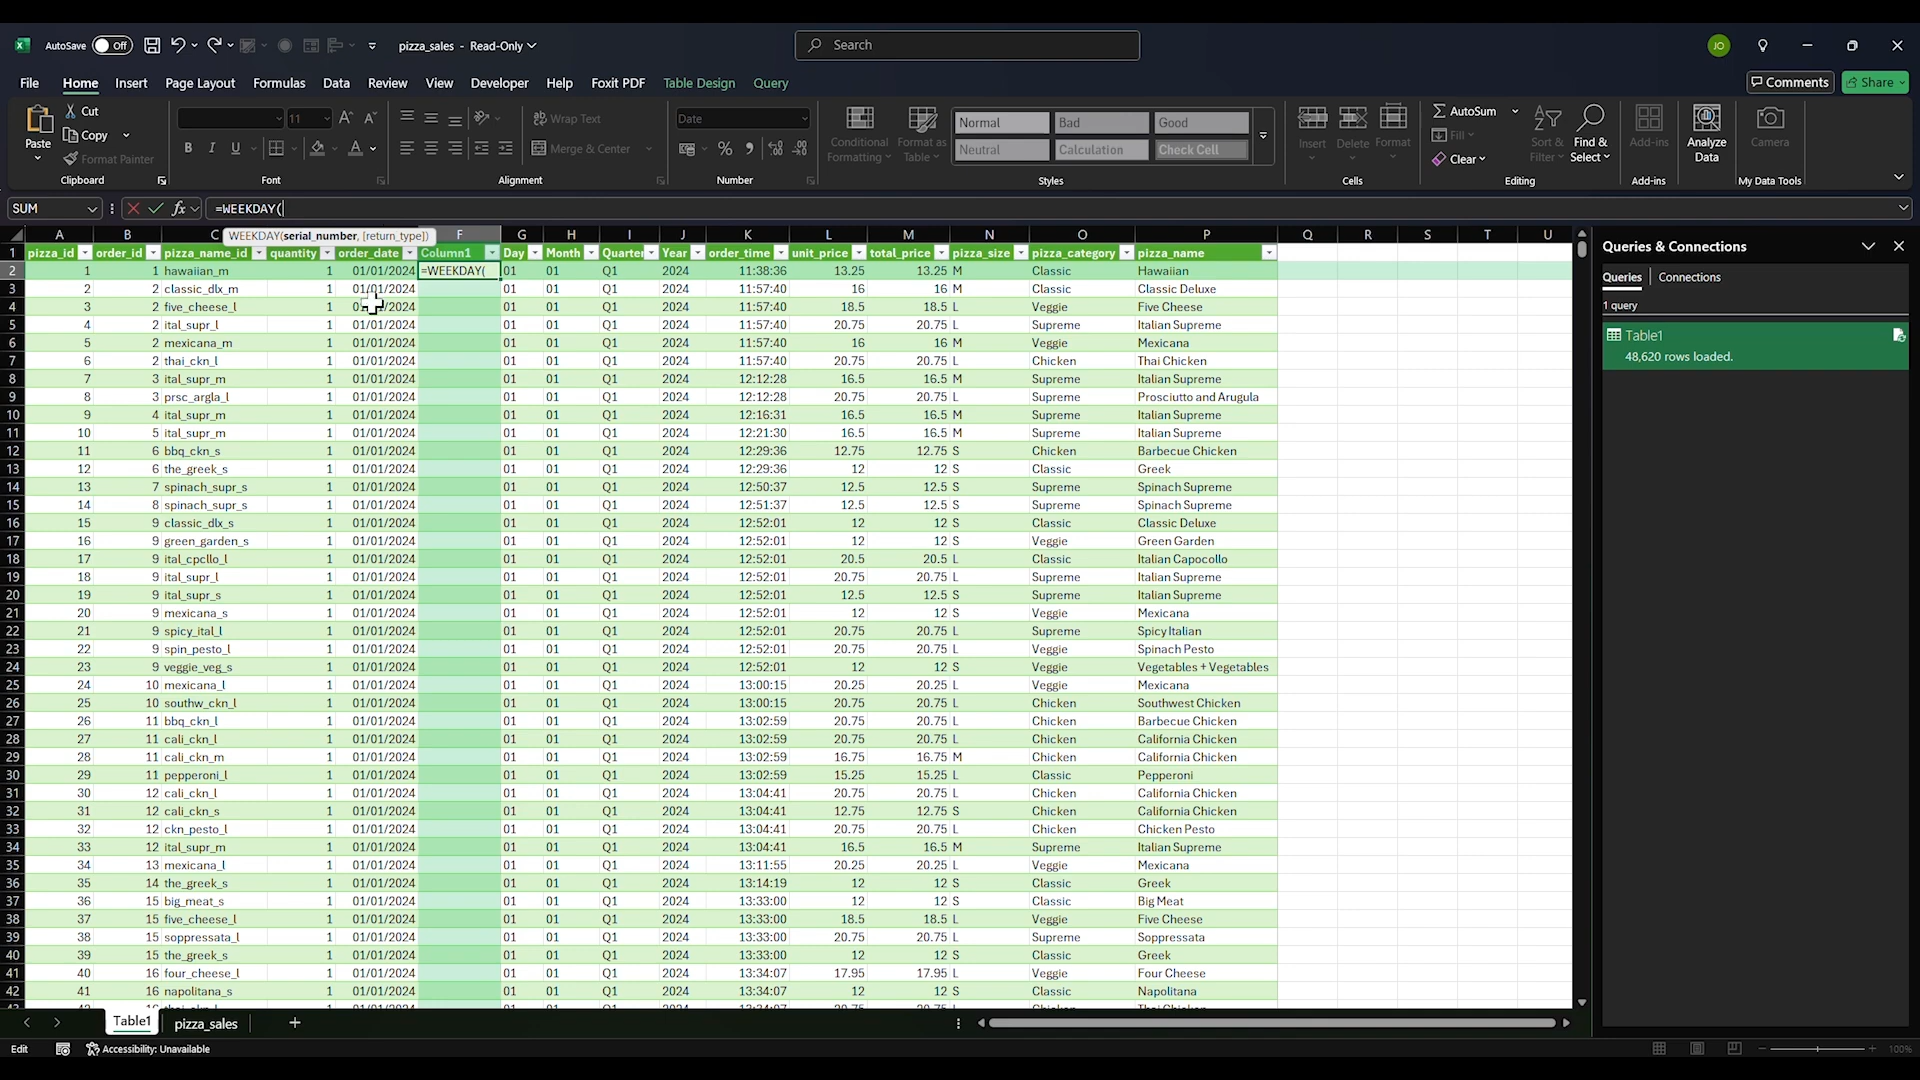 AutoSave Off pizza_sales - Read-Only Search JO
File Home Insert Page Layout Formulas Data Review View Developer Help Foxit PDF Table Design Query Comments Share
Paste Cut Copy Format Painter Clipboard
11 B I U A Font
Wrap Text Merge & Center Alignment
Date % Number
Conditional Formatting Format as Table Normal Bad Good Neutral Calculation Check Cell Styles
Insert Delete Format Cells
AutoSum Fill Clear Sort & Filter Find & Select Editing
Add-ins Add-ins
Analyze Data
Camera My Data Tools
SUM fx =WEEKDAY(
WEEKDAY(serial_number, [return_type])
A B C F G H I J K L M N O P Q R S T U
1 pizza_id order_id pizza_name_id quantity order_date Column1 Day Month Quarter Year order_time unit_price total_price pizza_size pizza_category pizza_name
2 1 1 hawaiian_m 1 01/01/2024 =WEEKDAY( 01 01 Q1 2024 11:38:36 13.25 13.25 M Classic Hawaiian
3 2 2 classic_dlx_m 1 01/01/2024 01 01 Q1 2024 11:57:40 16 16 M Classic Classic Deluxe
4 3 2 five_cheese_l 1 /2024 01 01 Q1 2024 11:57:40 18.5 18.5 L Veggie Five Cheese
5 4 2 ital_supr_l 1 01/01/2024 01 01 Q1 2024 11:57:40 20.75 20.75 L Supreme Italian Supreme
6 5 2 mexicana_m 1 01/01/2024 01 01 Q1 2024 11:57:40 16 16 M Veggie Mexicana
7 6 2 thai_ckn_l 1 01/01/2024 01 01 Q1 2024 11:57:40 20.75 20.75 L Chicken Thai Chicken
8 7 3 ital_supr_m 1 01/01/2024 01 01 Q1 2024 12:12:28 16.5 16.5 M Supreme Italian Supreme
9 8 3 prsc_argla_l 1 01/01/2024 01 01 Q1 2024 12:12:28 20.75 20.75 L Supreme Prosciutto and Arugula
10 9 4 ital_supr_m 1 01/01/2024 01 01 Q1 2024 12:16:31 16.5 16.5 M Supreme Italian Supreme
11 10 5 ital_supr_m 1 01/01/2024 01 01 Q1 2024 12:21:30 16.5 16.5 M Supreme Italian Supreme
12 11 6 bbq_ckn_s 1 01/01/2024 01 01 Q1 2024 12:29:36 12.75 12.75 S Chicken Barbecue Chicken
13 12 6 the_greek_s 1 01/01/2024 01 01 Q1 2024 12:29:36 12 12 S Classic Greek
14 13 7 spinach_supr_s 1 01/01/2024 01 01 Q1 2024 12:50:37 12.5 12.5 S Supreme Spinach Supreme
15 14 8 spinach_supr_s 1 01/01/2024 01 01 Q1 2024 12:51:37 12.5 12.5 S Supreme Spinach Supreme
16 15 9 classic_dlx_s 1 01/01/2024 01 01 Q1 2024 12:52:01 12 12 S Classic Classic Deluxe
17 16 9 green_garden_s 1 01/01/2024 01 01 Q1 2024 12:52:01 12 12 S Veggie Green Garden
18 17 9 ital_cpcllo_l 1 01/01/2024 01 01 Q1 2024 12:52:01 20.5 20.5 L Classic Italian Capocollo
19 18 9 ital_supr_l 1 01/01/2024 01 01 Q1 2024 12:52:01 20.75 20.75 L Supreme Italian Supreme
20 19 9 ital_supr_s 1 01/01/2024 01 01 Q1 2024 12:52:01 12.5 12.5 S Supreme Italian Supreme
21 20 9 mexicana_s 1 01/01/2024 01 01 Q1 2024 12:52:01 12 12 S Veggie Mexicana
22 21 9 spicy_ital_l 1 01/01/2024 01 01 Q1 2024 12:52:01 20.75 20.75 L Supreme Spicy Italian
23 22 9 spin_pesto_l 1 01/01/2024 01 01 Q1 2024 12:52:01 20.75 20.75 L Veggie Spinach Pesto
24 23 9 veggie_veg_s 1 01/01/2024 01 01 Q1 2024 12:52:01 12 12 S Veggie Vegetables + Vegetables
25 24 10 mexicana_l 1 01/01/2024 01 01 Q1 2024 13:00:15 20.25 20.25 L Veggie Mexicana
26 25 10 southw_ckn_l 1 01/01/2024 01 01 Q1 2024 13:00:15 20.75 20.75 L Chicken Southwest Chicken
27 26 11 bbq_ckn_l 1 01/01/2024 01 01 Q1 2024 13:02:59 20.75 20.75 L Chicken Barbecue Chicken
28 27 11 cali_ckn_l 1 01/01/2024 01 01 Q1 2024 13:02:59 20.75 20.75 L Chicken California Chicken
29 28 11 cali_ckn_m 1 01/01/2024 01 01 Q1 2024 13:02:59 16.75 16.75 M Chicken California Chicken
30 29 11 pepperoni_l 1 01/01/2024 01 01 Q1 2024 13:02:59 15.25 15.25 L Classic Pepperoni
31 30 12 cali_ckn_l 1 01/01/2024 01 01 Q1 2024 13:04:41 20.75 20.75 L Chicken California Chicken
32 31 12 cali_ckn_s 1 01/01/2024 01 01 Q1 2024 13:04:41 12.75 12.75 S Chicken California Chicken
33 32 12 ckn_pesto_l 1 01/01/2024 01 01 Q1 2024 13:04:41 20.75 20.75 L Chicken Chicken Pesto
34 33 12 ital_supr_m 1 01/01/2024 01 01 Q1 2024 13:04:41 16.5 16.5 M Supreme Italian Supreme
35 34 13 mexicana_l 1 01/01/2024 01 01 Q1 2024 13:11:55 20.25 20.25 L Veggie Mexicana
36 35 14 the_greek_s 1 01/01/2024 01 01 Q1 2024 13:14:19 12 12 S Classic Greek
37 36 15 big_meat_s 1 01/01/2024 01 01 Q1 2024 13:33:00 12 12 S Classic Big Meat
38 37 15 five_cheese_l 1 01/01/2024 01 01 Q1 2024 13:33:00 18.5 18.5 L Veggie Five Cheese
39 38 15 soppressata_l 1 01/01/2024 01 01 Q1 2024 13:33:00 20.75 20.75 L Supreme Soppressata
40 39 15 the_greek_s 1 01/01/2024 01 01 Q1 2024 13:33:00 12 12 S Classic Greek
41 40 16 four_cheese_l 1 01/01/2024 01 01 Q1 2024 13:34:07 17.95 17.95 L Veggie Four Cheese
42 41 16 napolitana_s 1 01/01/2024 01 01 Q1 2024 13:34:07 12 12 S Classic Napolitana
Queries & Connections
Queries Connections
1 query
Table1
48,620 rows loaded.
Table1 pizza_sales
Edit Accessibility: Unavailable 100%